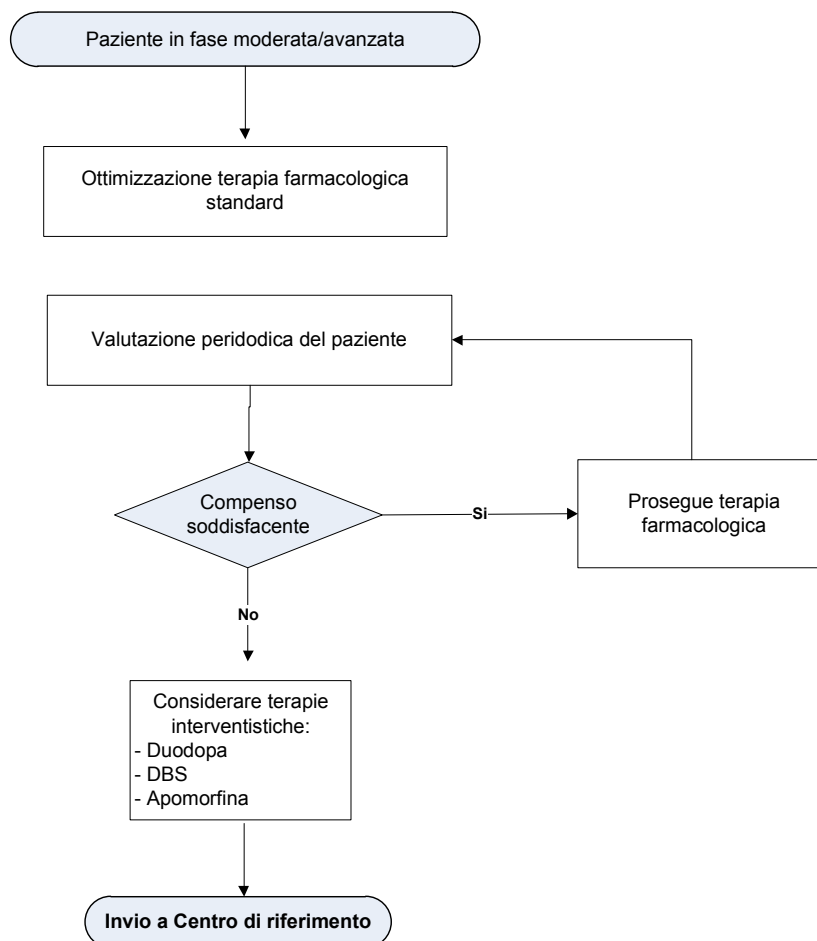 Paziente in fase moderata/avanzata
Ottimizzazione terapia farmacologica
standard
Valutazione peridodica del paziente
Compenso
soddisfacente
Si
Prosegue terapia
farmacologica
No
Considerare terapie
interventistiche:
- Duodopa
- DBS
- Apomorfina
Invio a Centro di riferimento